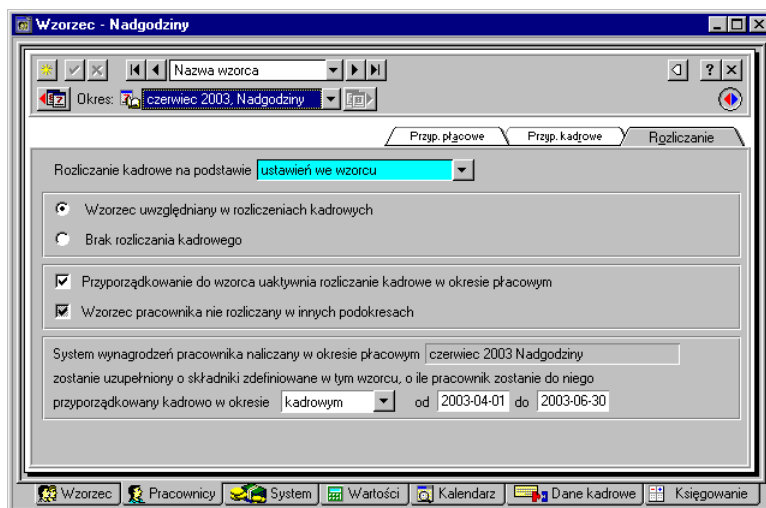 Wzorzec - Nadgodziny
Nazwa wzorca
Okres: czerwiec 2003, Nadgodziny
Przyp. płacowe Przyp. kadrowe Rozliczanie
Rozliczanie kadrowe na podstawie ustawień we wzorcu
Wzorzec uwzględniany w rozliczeniach kadrowych
Brak rozliczania kadrowego
Przyporządkowanie do wzorca uaktywnia rozliczanie kadrowe w okresie płacowym
Wzorzec pracownika nie rozliczany w innych podokresach
System wynagrodzeń pracownika naliczany w okresie płacowym czerwiec 2003 Nadgodziny
zostanie uzupełniony o składniki zdefiniowane w tym wzorcu, o ile pracownik zostanie do niego
przyporządkowany kadrowo w okresie kadrowym od 2003-04-01 do 2003-06-30
Wzorzec Pracownicy System Wartości Kalendarz Dane kadrowe Księgowanie